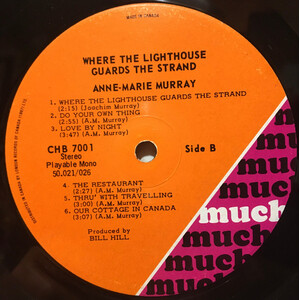 MADE IN CANADA
WHERE THE LIGHTHOUSE
GUARDS THE STRAND
ANNE-MARIE MURRAY
1. WHERE THE LIGHTHOUSE GUARDS THE STRAND
(2:15) (Joachim Murray)
2. DO YOUR OWN THING
(2:55) (A.M. Murray)
3. LOVE BY NIGHT
(3:47) (A.M. Murray)
CHB 7001
Stereo
Playable Mono
50.021/026
Side B
4. THE RESTAURANT
(2:27) (A.M. Murray)
5. THRU' WITH TRAVELLING
(3:00) (A.M. Murray)
6. OUR COTTAGE IN CANADA
(3:07) (A.M. Murray)
Produced by
BILL HILL
much
much
much
much
much